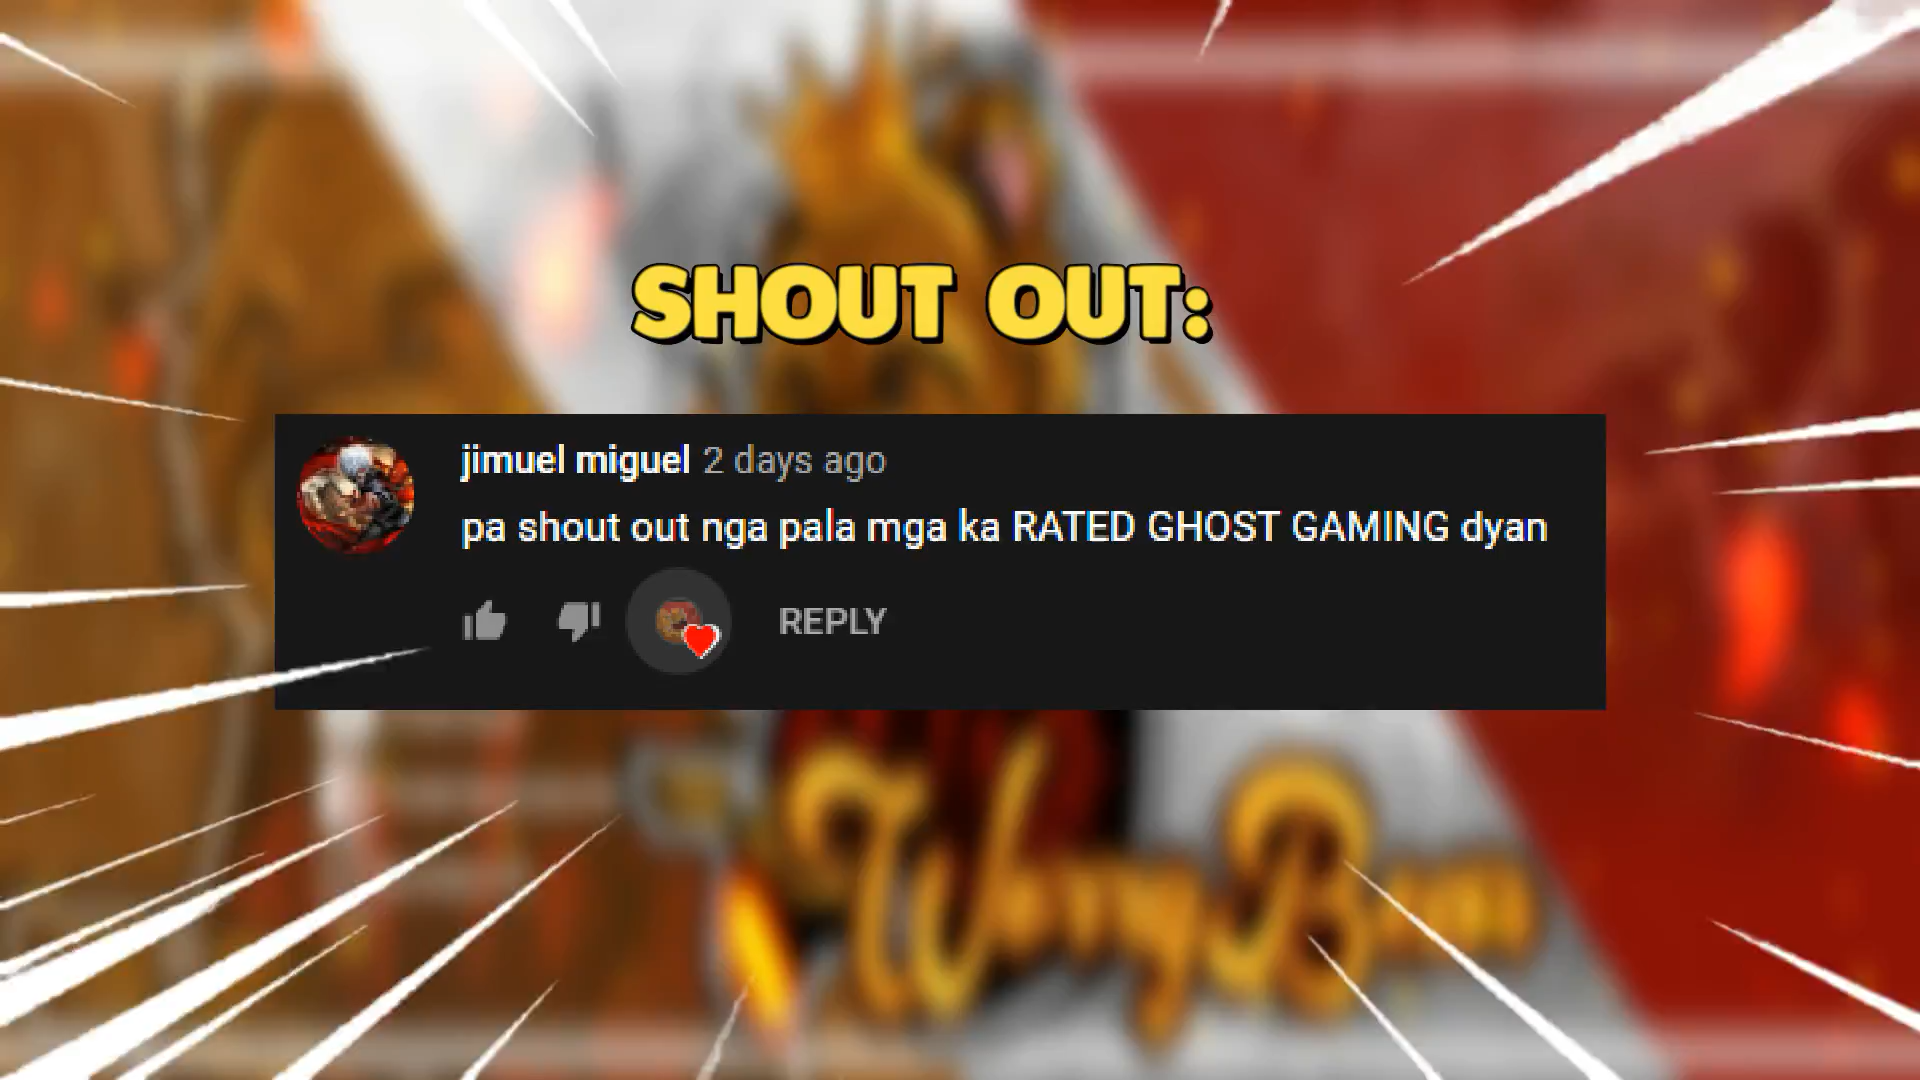 SHOUT OUT:
jimuel miguel 2 days ago
pa shout out nga pala mga ka RATED GHOST GAMING dyan
REPLY